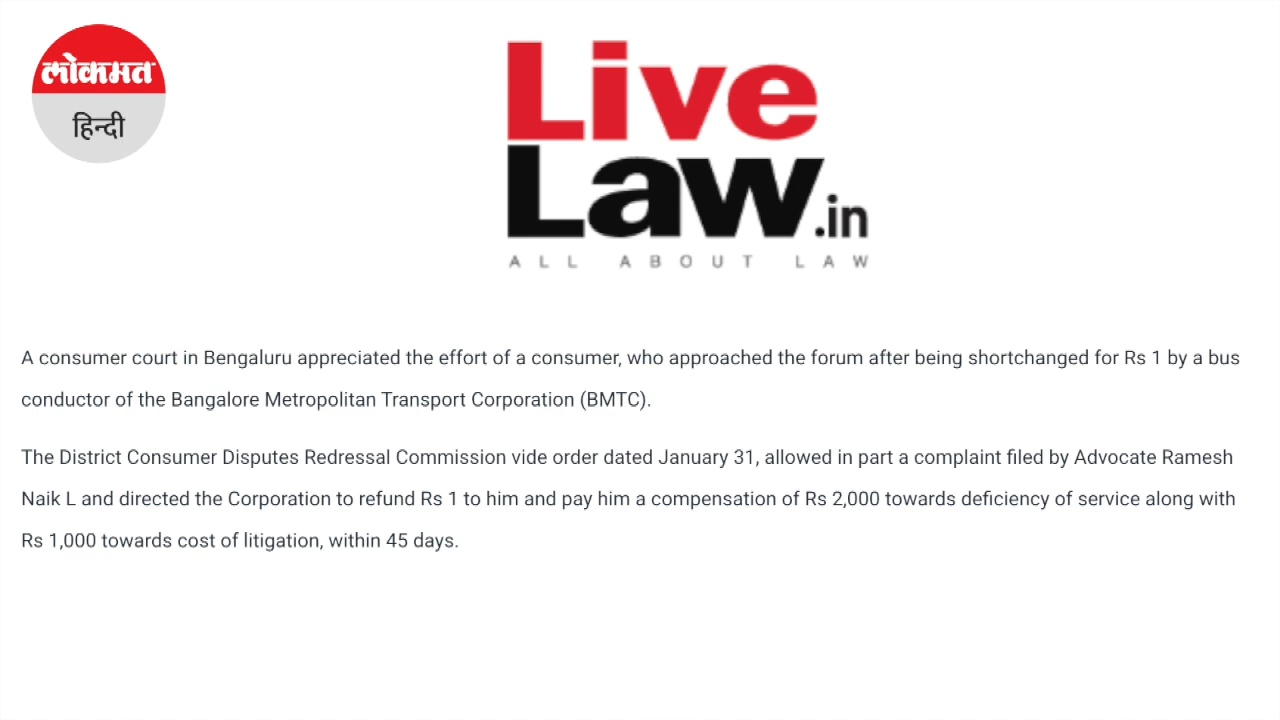 लोकमत
हिन्दी
Live
Law.in
ALL ABOUT LAW
A consumer court in Bengaluru appreciated the effort of a consumer, who approached the forum after being shortchanged for Rs 1 by a bus
conductor of the Bangalore Metropolitan Transport Corporation (BMTC).
The District Consumer Disputes Redressal Commission vide order dated January 31, allowed in part a complaint filed by Advocate Ramesh
Naik L and directed the Corporation to refund Rs 1 to him and pay him a compensation of Rs 2,000 towards deficiency of service along with
Rs 1,000 towards cost of litigation, within 45 days.